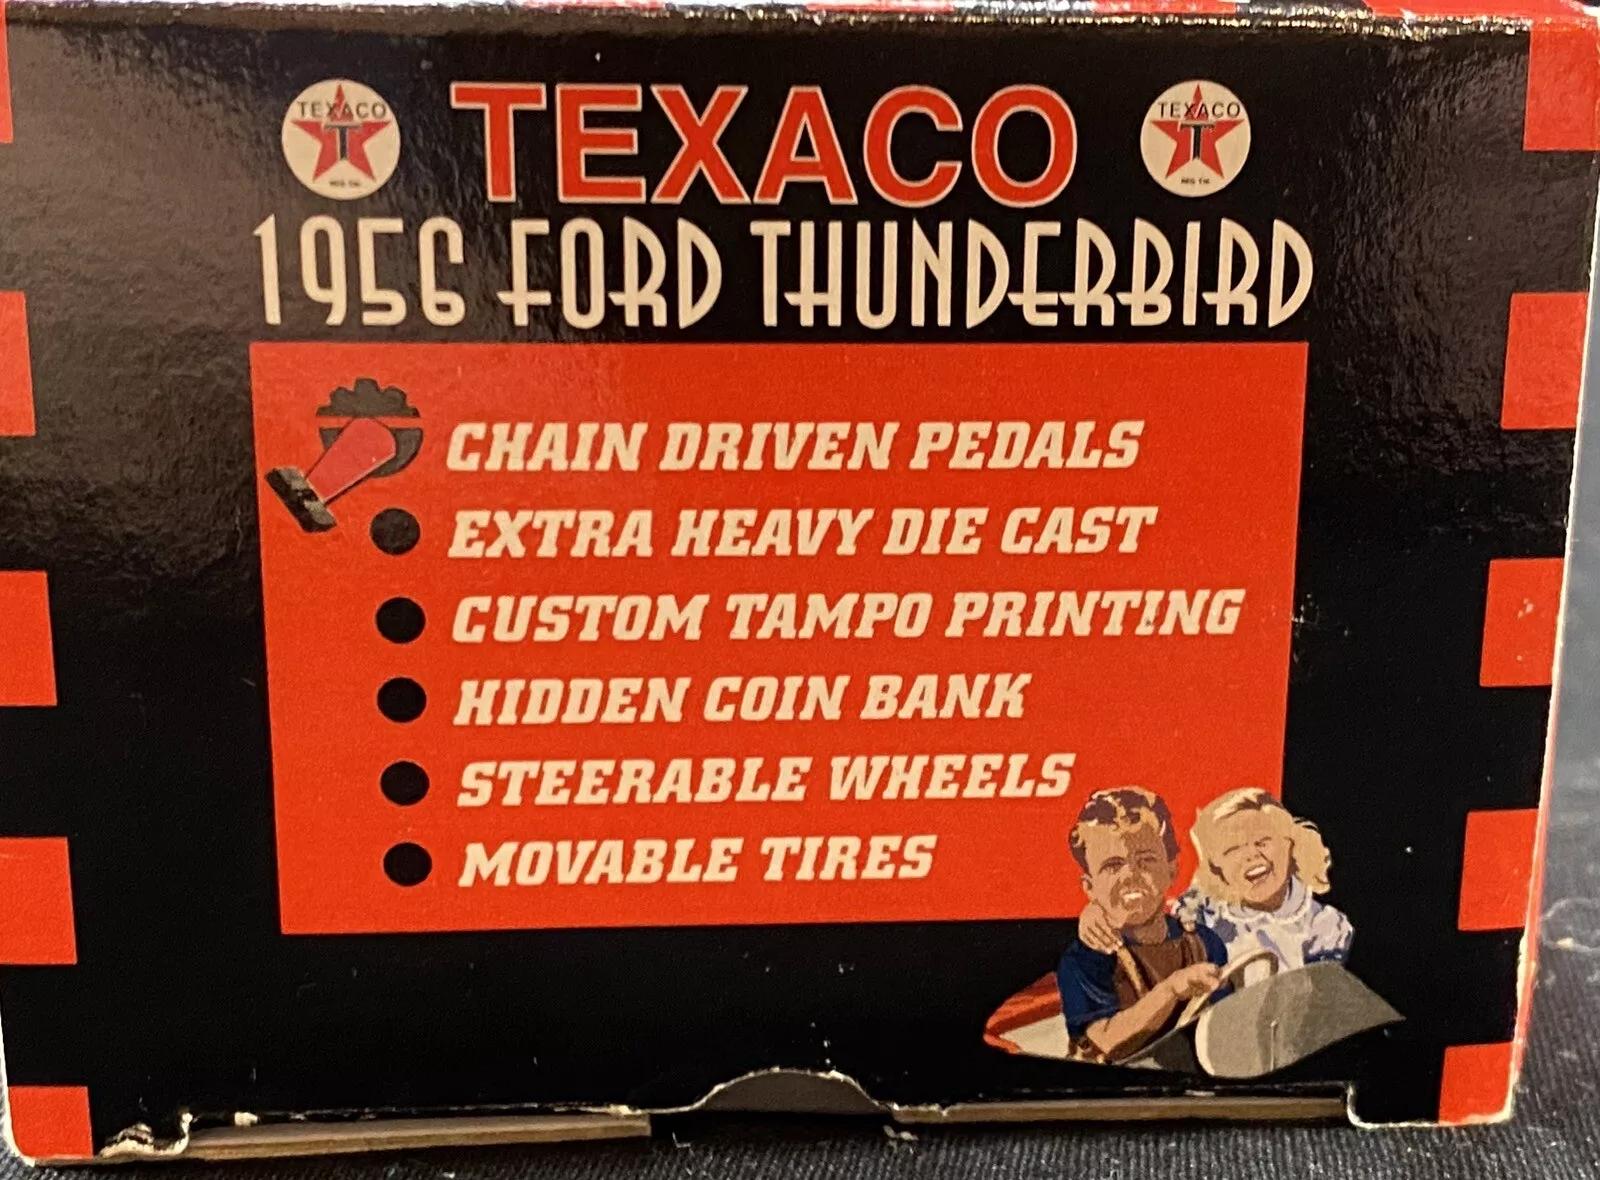 TEXACO
T
TEXACO
TEXACO
T
1956 FORD THUNDERBIRD
CHAIN DRIVEN PEDALS
EXTRA HEAVY DIE CAST
CUSTOM TAMPO PRINTING
HIDDEN COIN BANK
STEERABLE WHEELS
MOVABLE TIRES